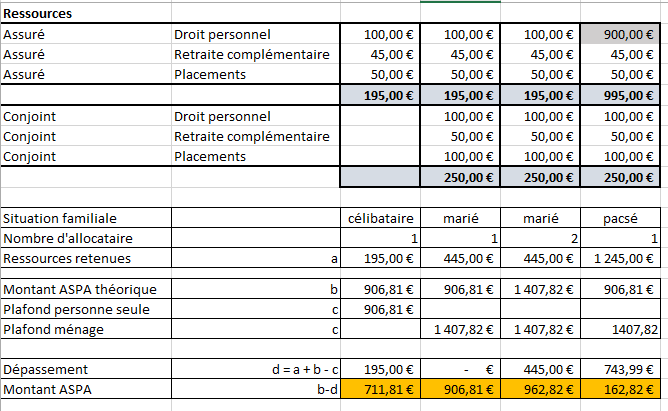 Ressources
Assuré Droit personnel 100,00 € 100,00 € 100,00 € 900,00 €
Assuré Retraite complémentaire 45,00 € 45,00 € 45,00 € 45,00 €
Assuré Placements 50,00 € 50,00 € 50,00 € 50,00 €
195,00 € 195,00 € 195,00 € 995,00 €
Conjoint Droit personnel 100,00 € 100,00 € 100,00 €
Conjoint Retraite complémentaire 50,00 € 50,00 € 50,00 €
Conjoint Placements 100,00 € 100,00 € 100,00 €
250,00 € 250,00 € 250,00 €
Situation familiale célibataire marié marié pacsé
Nombre d'allocataire 1 1 2 1
Ressources retenues a 195,00 € 445,00 € 445,00 € 1 245,00 €
Montant ASPA théorique b 906,81 € 906,81 € 1 407,82 € 906,81 €
Plafond personne seule c 906,81 €
Plafond ménage c 1 407,82 € 1 407,82 € 1407,82
Dépassement d = a + b - c 195,00 € - € 445,00 € 743,99 €
Montant ASPA b-d 711,81 € 906,81 € 962,82 € 162,82 €